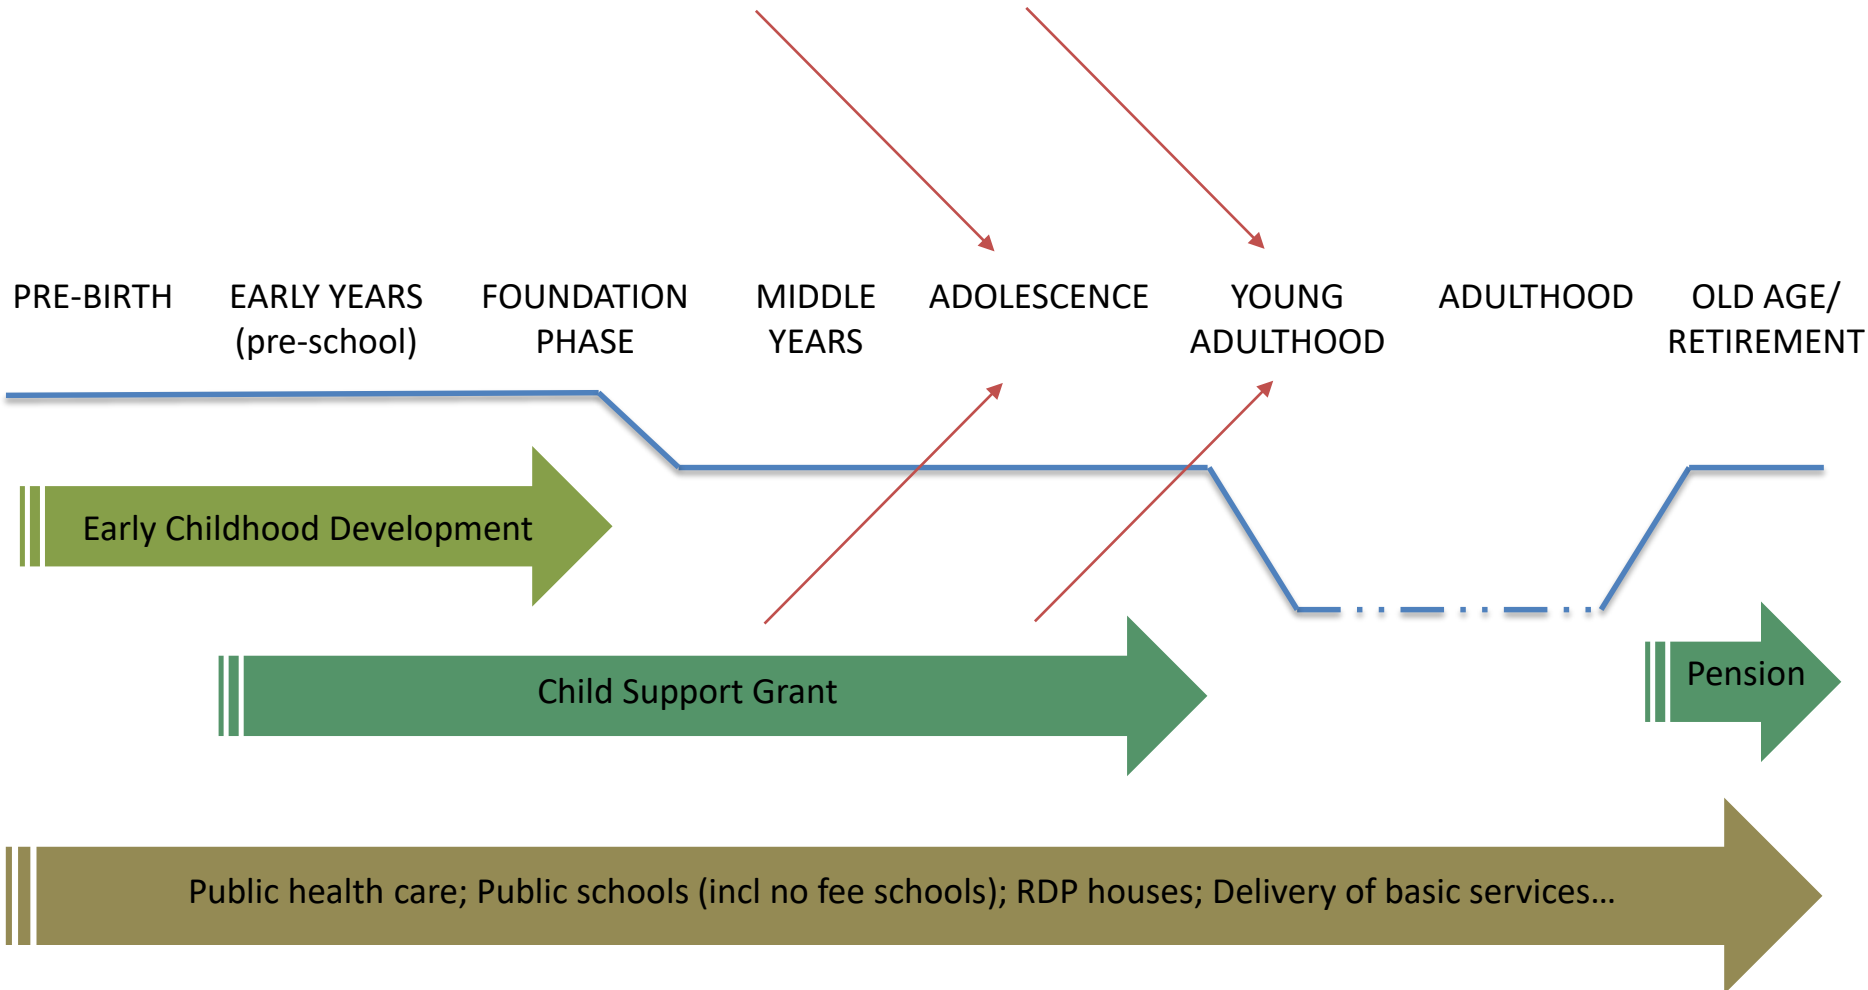 PRE-BIRTH
EARLY YEARS
(pre-school)
FOUNDATION
PHASE
MIDDLE
YEARS
ADOLESCENCE
YOUNG
ADULTHOOD
ADULTHOOD
OLD AGE/
RETIREMENT
Early Childhood Development
Child Support Grant
Pension
Public health care; Public schools (incl no fee schools); RDP houses; Delivery of basic services…